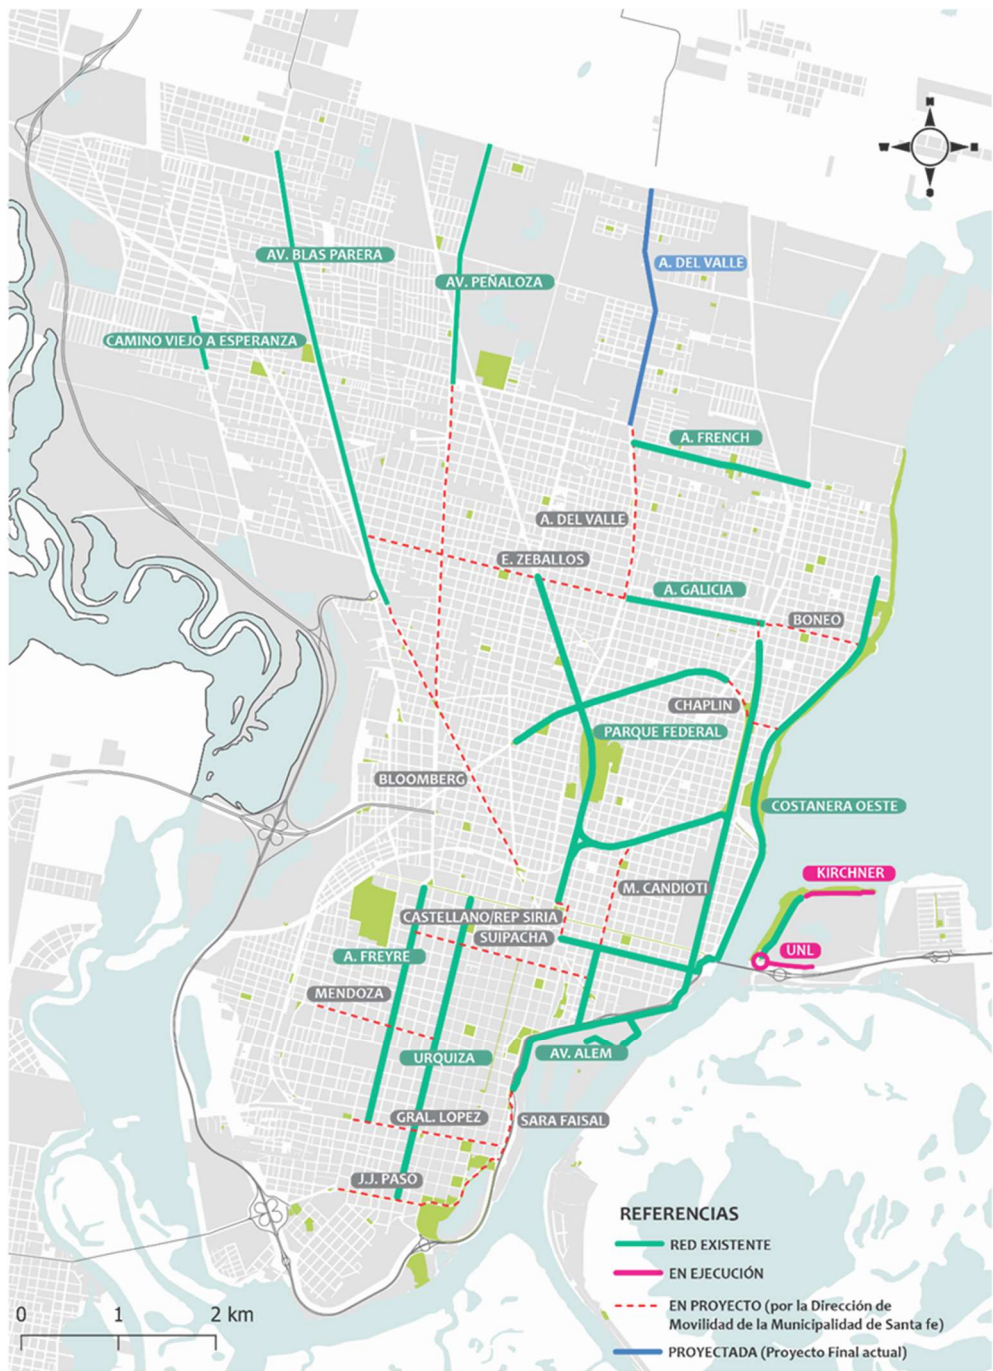 N
W
E
S
AV. BLAS PARERA
A. DEL VALLE
AV. PEÑALOZA
CAMINO VIEJO A ESPERANZA
A. FRENCH
A. DEL VALLE
E. ZEBALLOS
A. GALICIA
BONEO
CHAPLIN
PARQUE FEDERAL
BLOOMBERG
COSTANERA OESTE
KIRCHNER
M. CANDIOTI
CASTELLANO/REP SIRIA
SUIPACHA
UNL
A. FREYRE
MENDOZA
AV. ALEM
URQUIZA
GRAL. LOPEZ
SARA FAISAL
J.J. PASO
REFERENCIAS
RED EXISTENTE
EN EJECUCIÓN
EN PROYECTO (por la Dirección de
Movilidad de la Municipalidad de Santa fe)
PROYECTADA (Proyecto Final actual)
0 1 2 km